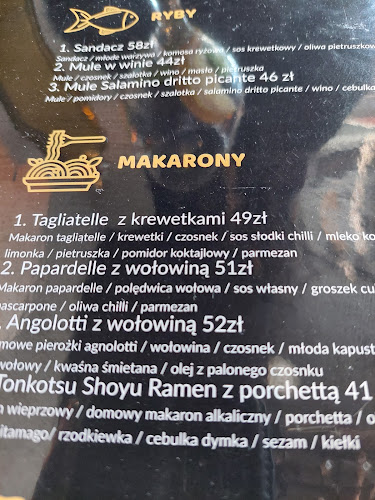 RYBY
1. Sandacz 58zł
Sandacz / młode warzywa / komosa ryżowa / sos krewetkowy / oliwa pietruszkow
2. Mule w winie 44zł
Mule / czosnek / szalotka / wino / masło / pietruszka
3. Mule Salamino dritto picante 46 zł
Mule / pomidory / czosnek / szalotka / salamino dritto picante / wino / cebulka
MAKARONY
1. Tagliatelle z krewetkami 49zł
Makaron tagliatelle / krewetki / czosnek / sos słodki chilli / mleko ko
limonka / pietruszka / pomidor koktajlowy / parmezan
2. Papardelle z wołowiną 51zł
Makaron papardelle / polędwica wołowa / sos własny / groszek cu
mascarpone / oliwa chilli / parmezan
. Angolotti z wołowiną 52zł
mowe pierożki agnolotti / wołowina / czosnek / młoda kapust
wołowy / kwaśna śmietana / olej z palonego czosnku
Tonkotsu Shoyu Ramen z porchettą 41
n wieprzowy / domowy makaron alkaliczny / porchetta / o
itamago/ rzodkiewka / cebulka dymka / sezam / kiełki